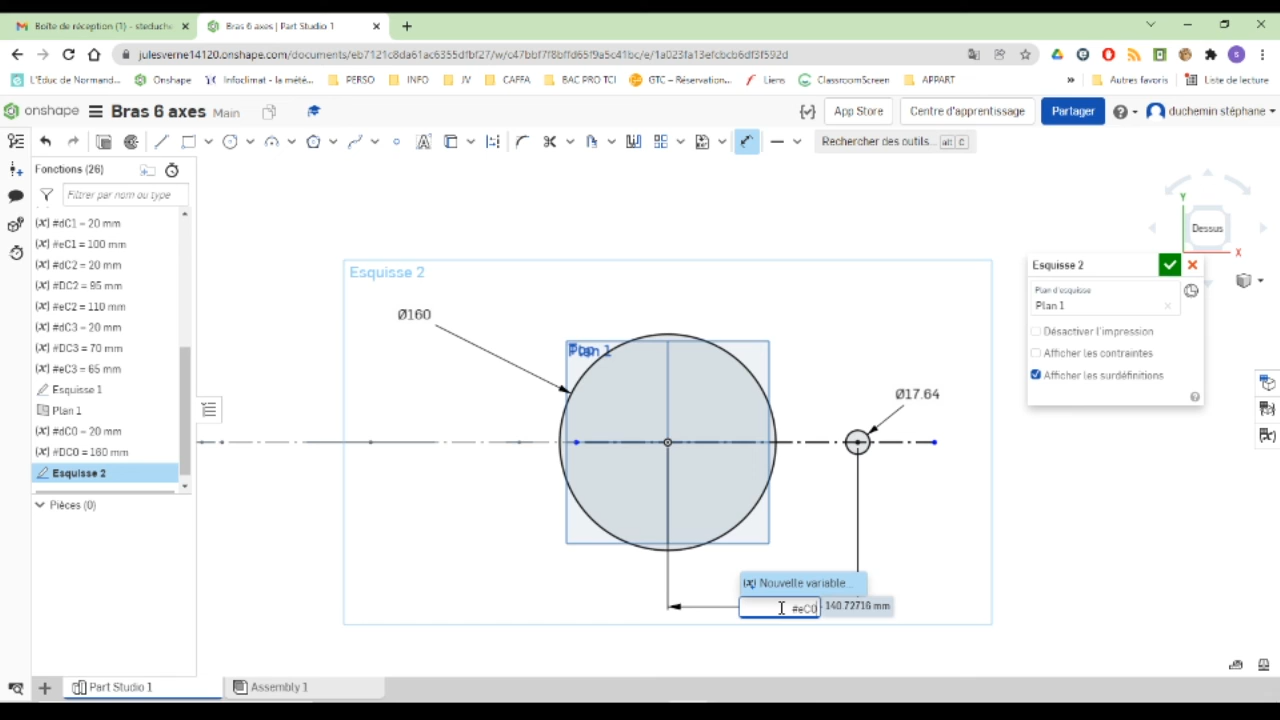 Boîte de réception (1) - steduche
Bras 6 axes | Part Studio 1
julesverne14120.onshape.com/documents/eb7121c8da61ac6355dfbf27/w/c47bbf7f8bffd65f9a5c41bc/e/1a023fa13efcbcb6df3f592d
S
L'Éduc de Normand...
Onshape
Infoclimat - la mété...
PERSO
INFO
JV
CAFFA
BAC PRO TCI
GTC – Réservation...
Liens
ClassroomScreen
APPART
»
Autres favoris
Liste de lecture
onshape
Bras 6 axes
Main
App Store
Centre d'apprentissage
Partager
duchemin stéphane
Rechercher des outils...
alt C
Fonctions (26)
Filtrer par nom ou type
(x) #dC1 = 20 mm
(x) #eC1 = 100 mm
(x) #dC2 = 20 mm
(x) #DC2 = 95 mm
(x) #eC2 = 110 mm
(x) #dC3 = 20 mm
(x) #DC3 = 70 mm
(x) #eC3 = 65 mm
Esquisse 1
Plan 1
(x) #dC0 = 20 mm
(x) #DC0 = 160 mm
Esquisse 2
Pièces (0)
Esquisse 2
Ø160
Plan 1
Ø17.64
(x) Nouvelle variable...
#eC0
140.72716 mm
Y
Dessus
X
Esquisse 2
Plan d'esquisse
Plan 1
Désactiver l'impression
Afficher les contraintes
Afficher les surdéfinitions
Part Studio 1
Assembly 1